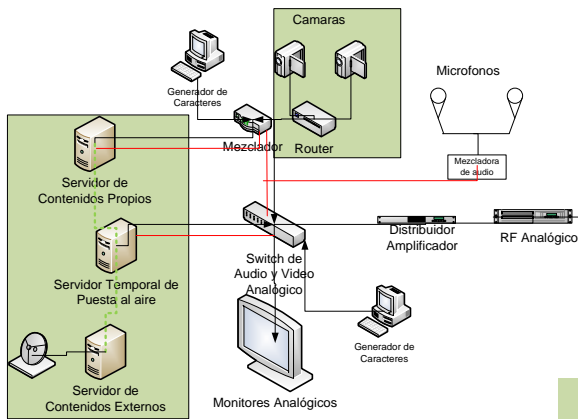 Camaras
Microfonos
Generador de
Caracteres
Mezclador
Router
Mezcladora
de audio
Servidor de
Contenidos Propios
Distribuidor
Amplificador
RF Analógico
Switch de
Audio y Video
Analógico
Servidor Temporal de
Puesta al aire
Generador de
Caracteres
Servidor de
Contenidos Externos
Monitores Analógicos